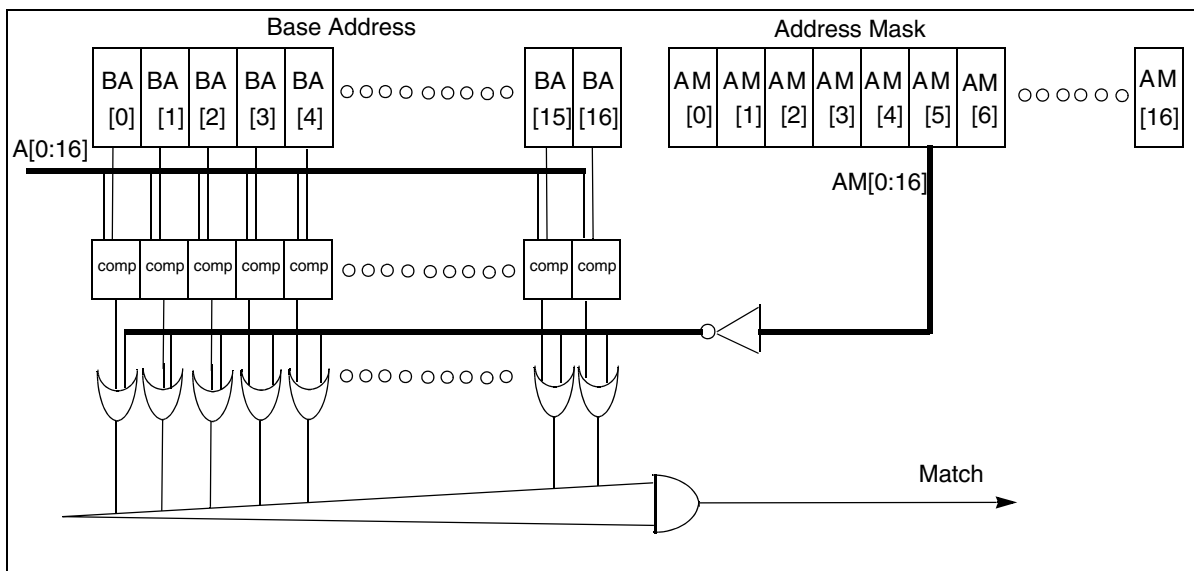 Base Address
Address Mask
BA [0] BA [1] BA [2] BA [3] BA [4] BA [15] BA [16]
AM [0] AM [1] AM [2] AM [3] AM [4] AM [5] AM [6] AM [16]
A[0:16]
AM[0:16]
comp comp comp comp comp comp comp
Match